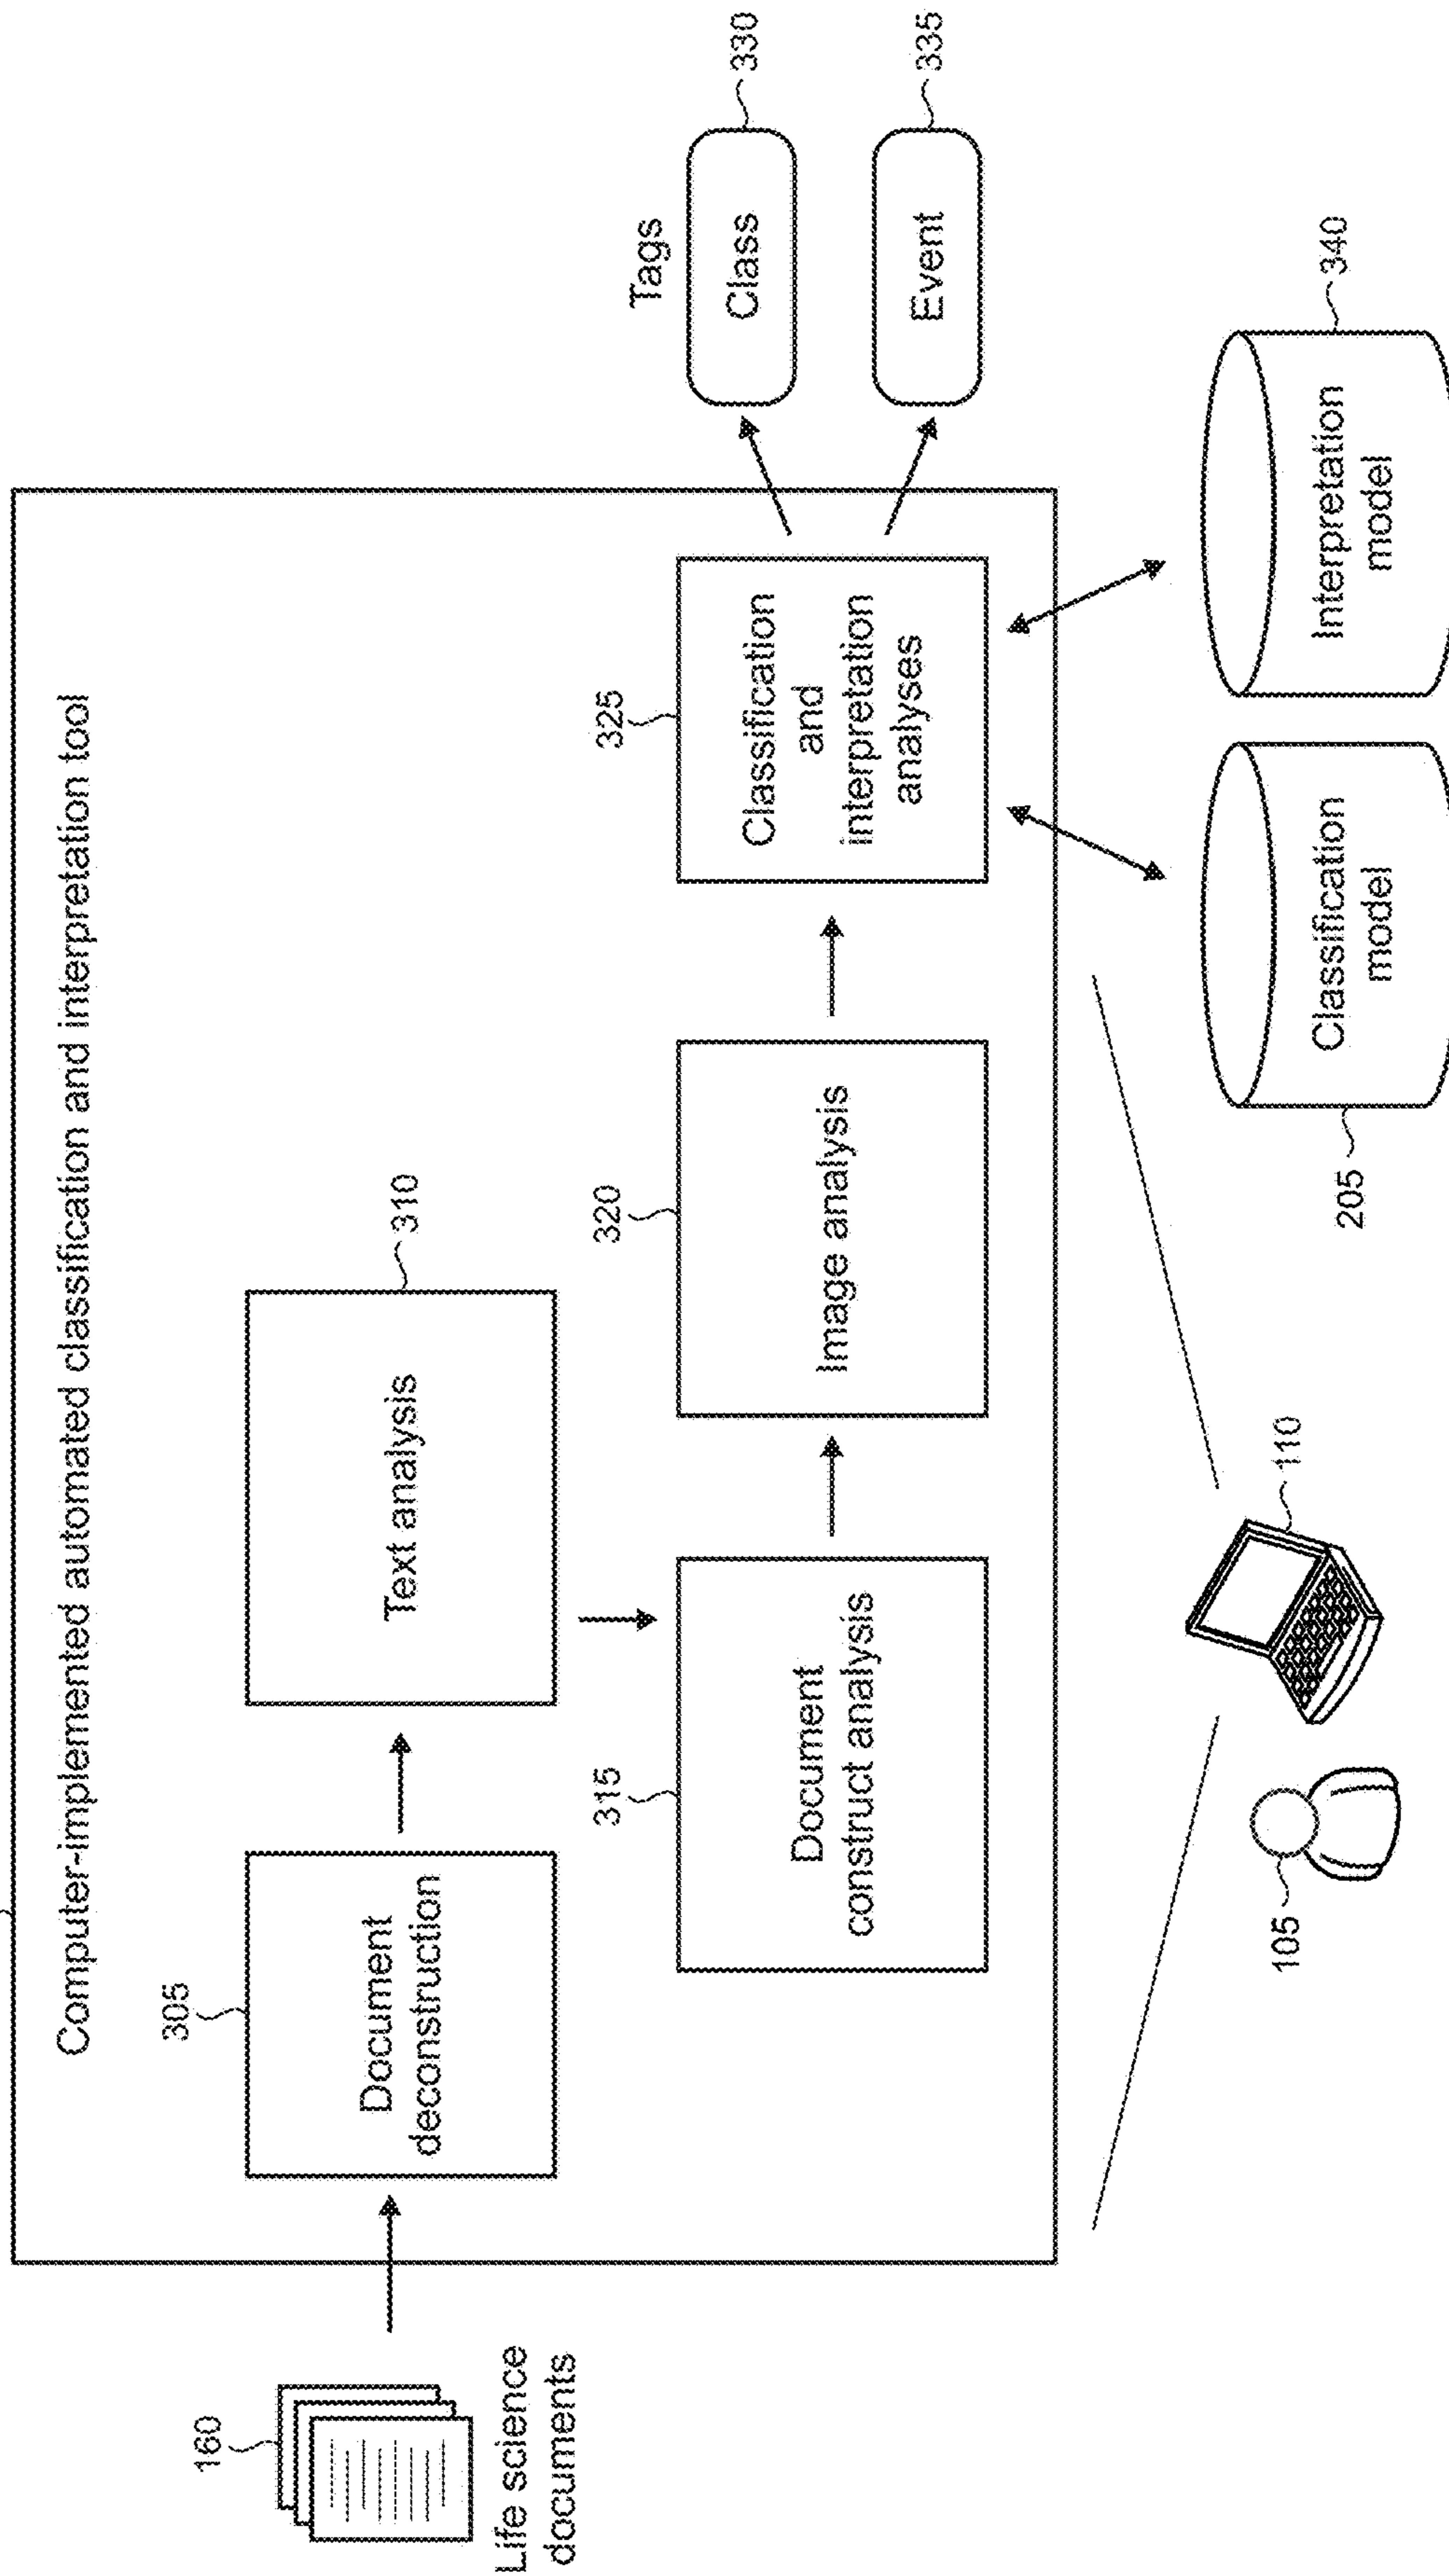 Computer-implemented automated classification and interpretation tool
160
Life science
documents
305
Document
deconstruction
310
Text analysis
315
Document
construct analysis
320
Image analysis
325
Classification
and
interpretation
analyses
Tags
Class
330
Event
335
105
110
205
Classification
model
Interpretation
model
340